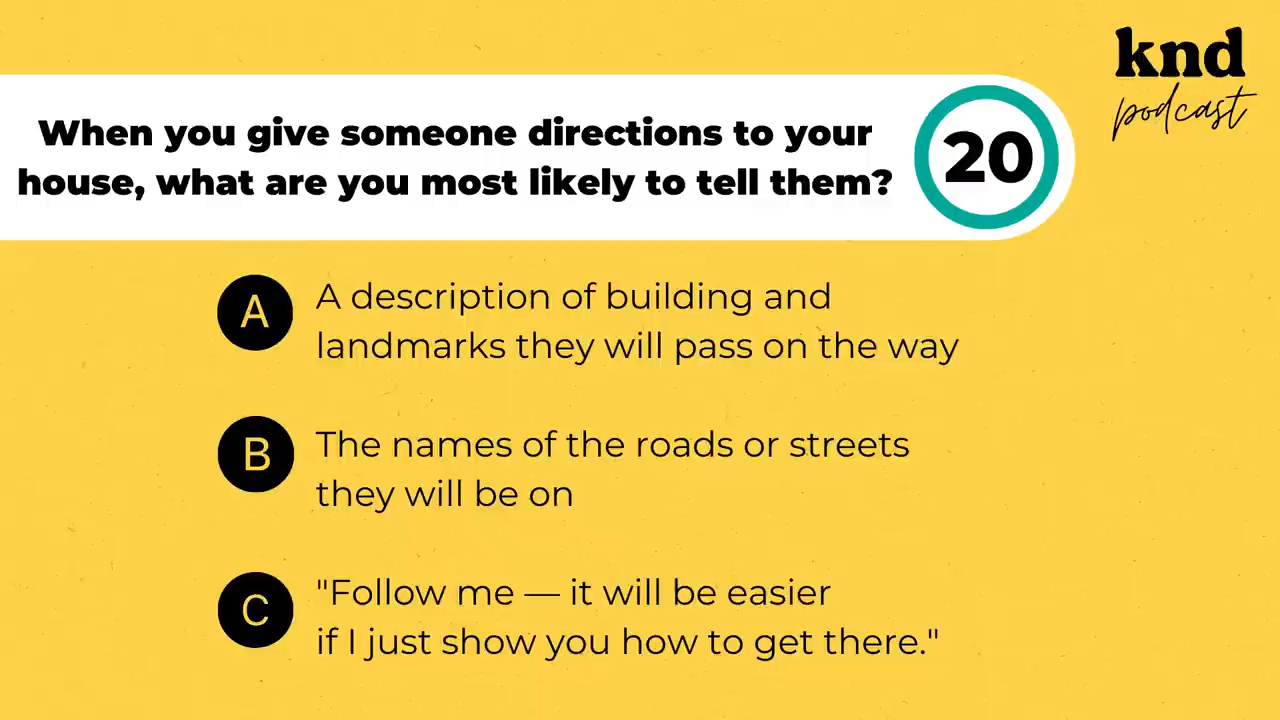 knd
podcast
When you give someone directions to your
house, what are you most likely to tell them?
20
A
A description of building and
landmarks they will pass on the way
B
The names of the roads or streets
they will be on
C
"Follow me — it will be easier
if I just show you how to get there."